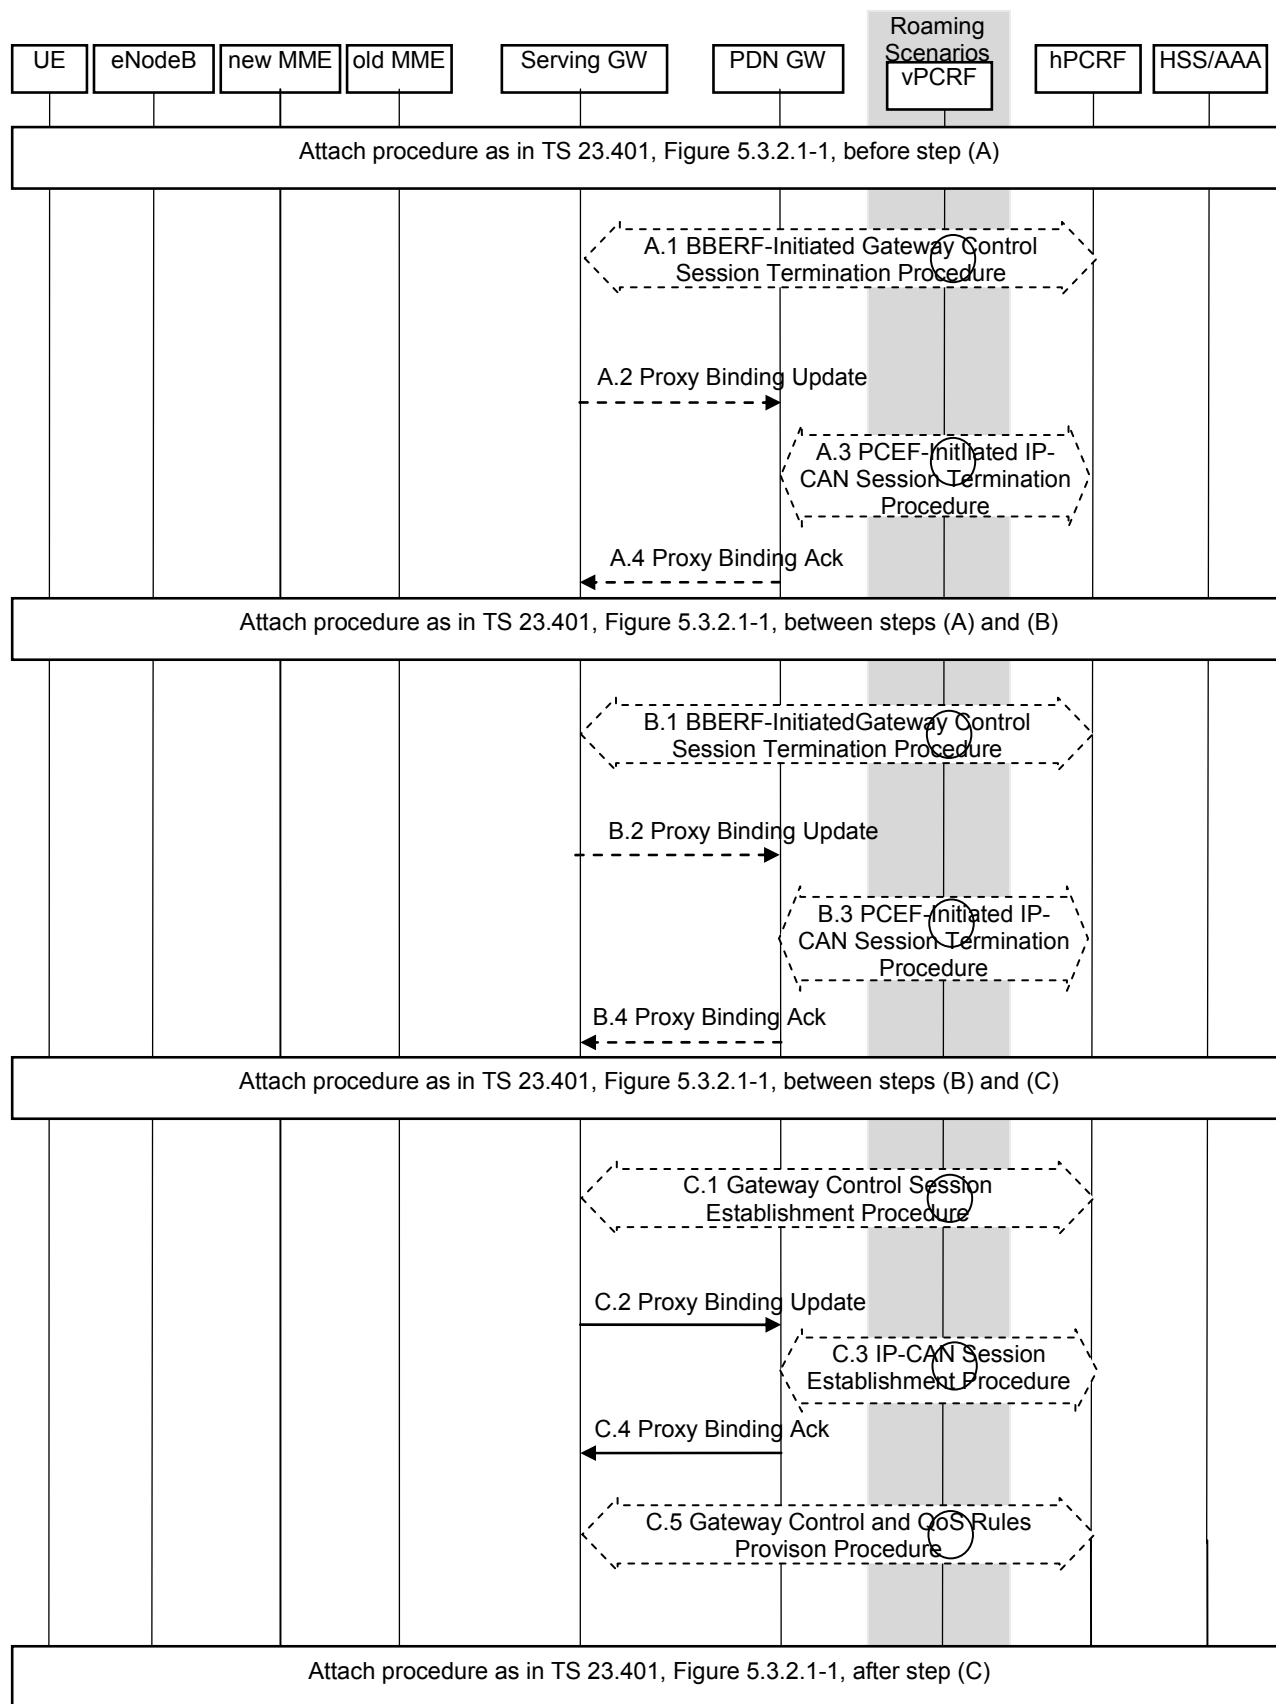 Roaming
Scenarios
UE
eNodeB
new MME
old MME
Serving GW
PDN GW
vPCRF
hPCRF
HSS/AAA
Attach procedure as in TS 23.401, Figure 5.3.2.1-1, before step (A)
A.1 BBERF-Initiated Gateway Control
Session Termination Procedure
A.2 Proxy Binding Update
A.3 PCEF-InitIiated IP-
CAN Session Termination
Procedure
A.4 Proxy Binding Ack
Attach procedure as in TS 23.401, Figure 5.3.2.1-1, between steps (A) and (B)
B.1 BBERF-InitiatedGateway Control
Session Termination Procedure
B.2 Proxy Binding Update
B.3 PCEF-Initiated IP-
CAN Session Termination
Procedure
B.4 Proxy Binding Ack
Attach procedure as in TS 23.401, Figure 5.3.2.1-1, between steps (B) and (C)
C.1 Gateway Control Session
Establishment Procedure
C.2 Proxy Binding Update
C.3 IP-CAN Session
Establishment Procedure
C.4 Proxy Binding Ack
C.5 Gateway Control and QoS Rules
Provison Procedure
Attach procedure as in TS 23.401, Figure 5.3.2.1-1, after step (C)